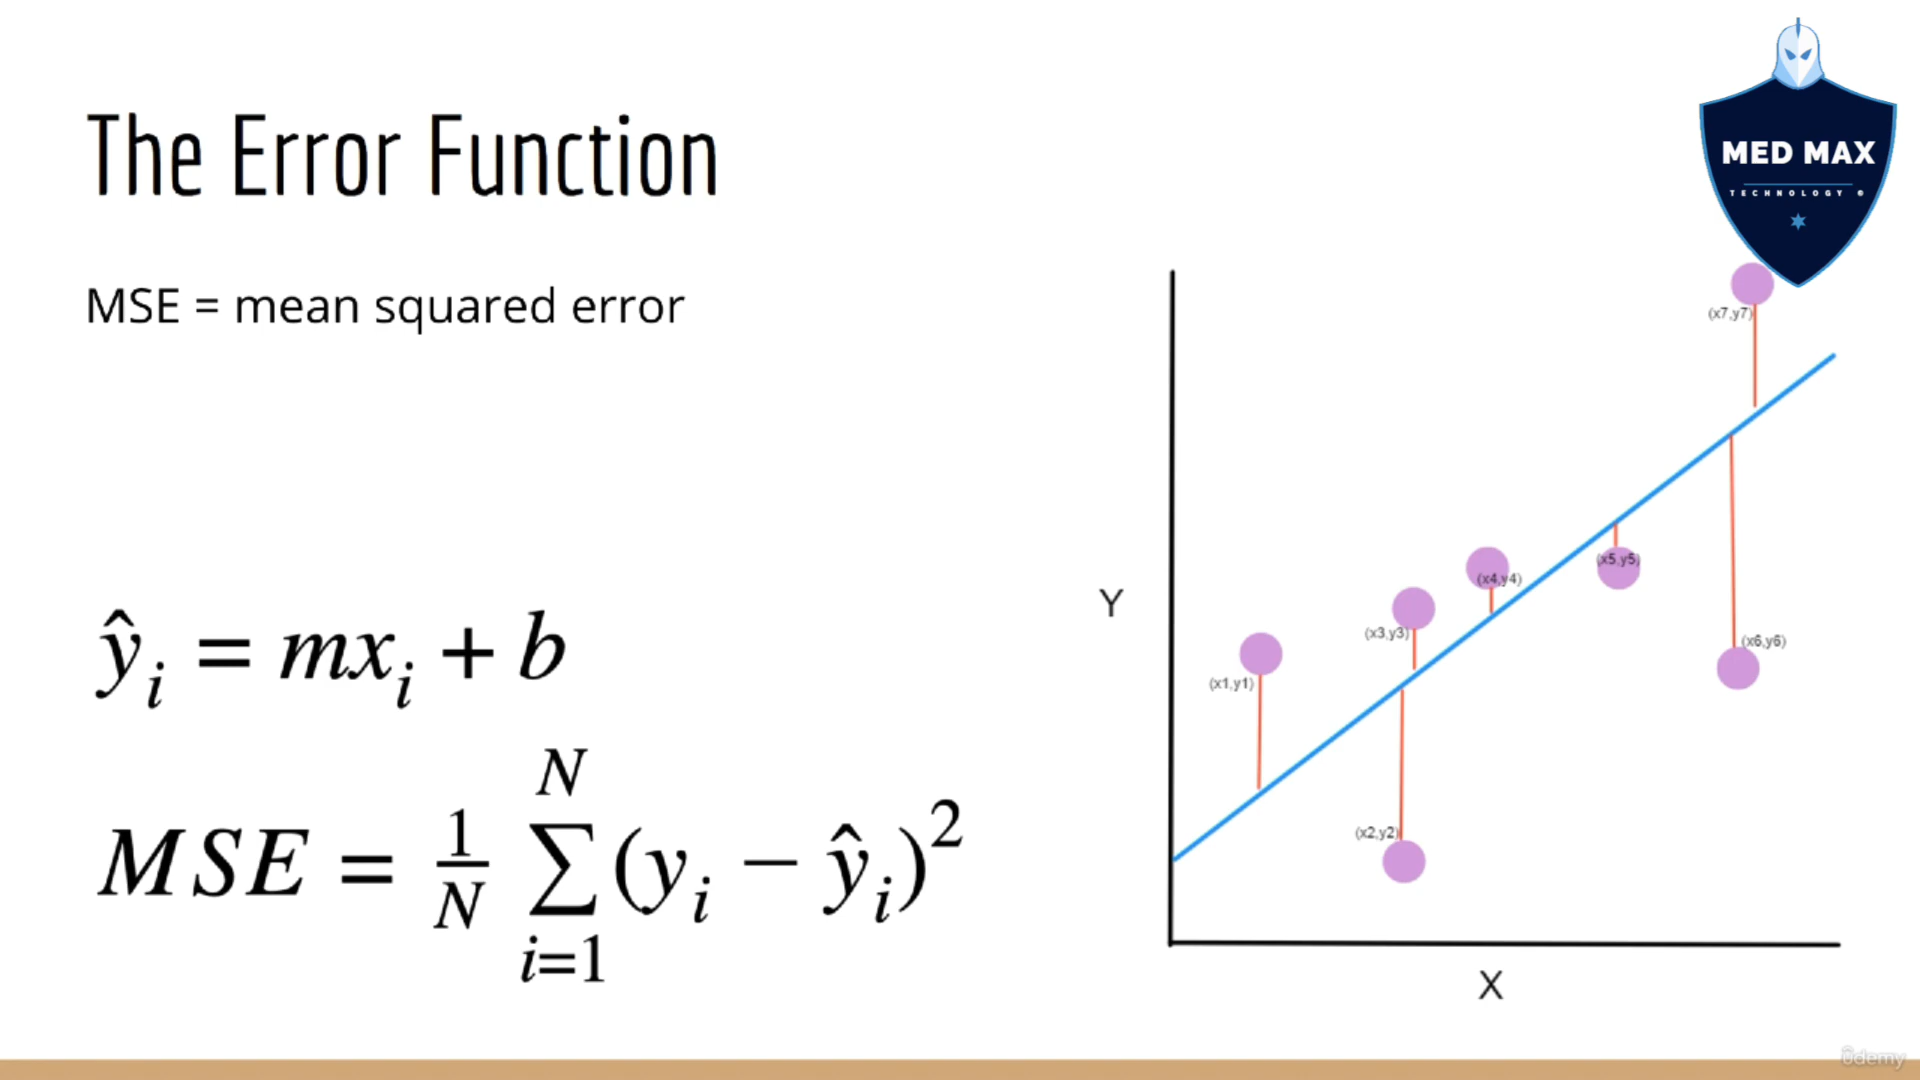 The Error Function
MSE = mean squared error
ŷᵢ = mxᵢ + b
MSE = 1/N ∑ᵢ₌₁ᴺ (yᵢ − ŷᵢ)²
MED MAX
TECHNOLOGY ®
(x7,y7)
(x4,y4)
(x5,y5)
Y
(x3,y3)
(x6,y6)
(x1,y1)
(x2,y2)
X
ûdemy